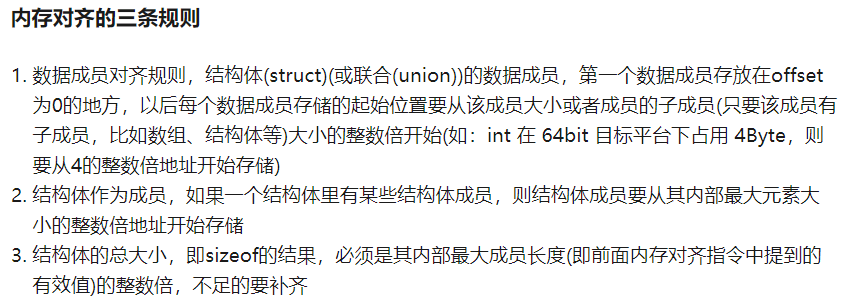 内存对齐的三条规则
1. 数据成员对齐规则，结构体(struct)(或联合(union))的数据成员，第一个数据成员存放在offset
为0的地方，以后每个数据成员存储的起始位置要从该成员大小或者成员的子成员(只要该成员有
子成员，比如数组、结构体等)大小的整数倍开始(如：int 在 64bit 目标平台下占用 4Byte，则
要从4的整数倍地址开始存储)
2. 结构体作为成员，如果一个结构体里有某些结构体成员，则结构体成员要从其内部最大元素大
小的整数倍地址开始存储
3. 结构体的总大小，即sizeof的结果，必须是其内部最大成员长度(即前面内存对齐指令中提到的
有效值)的整数倍，不足的要补齐